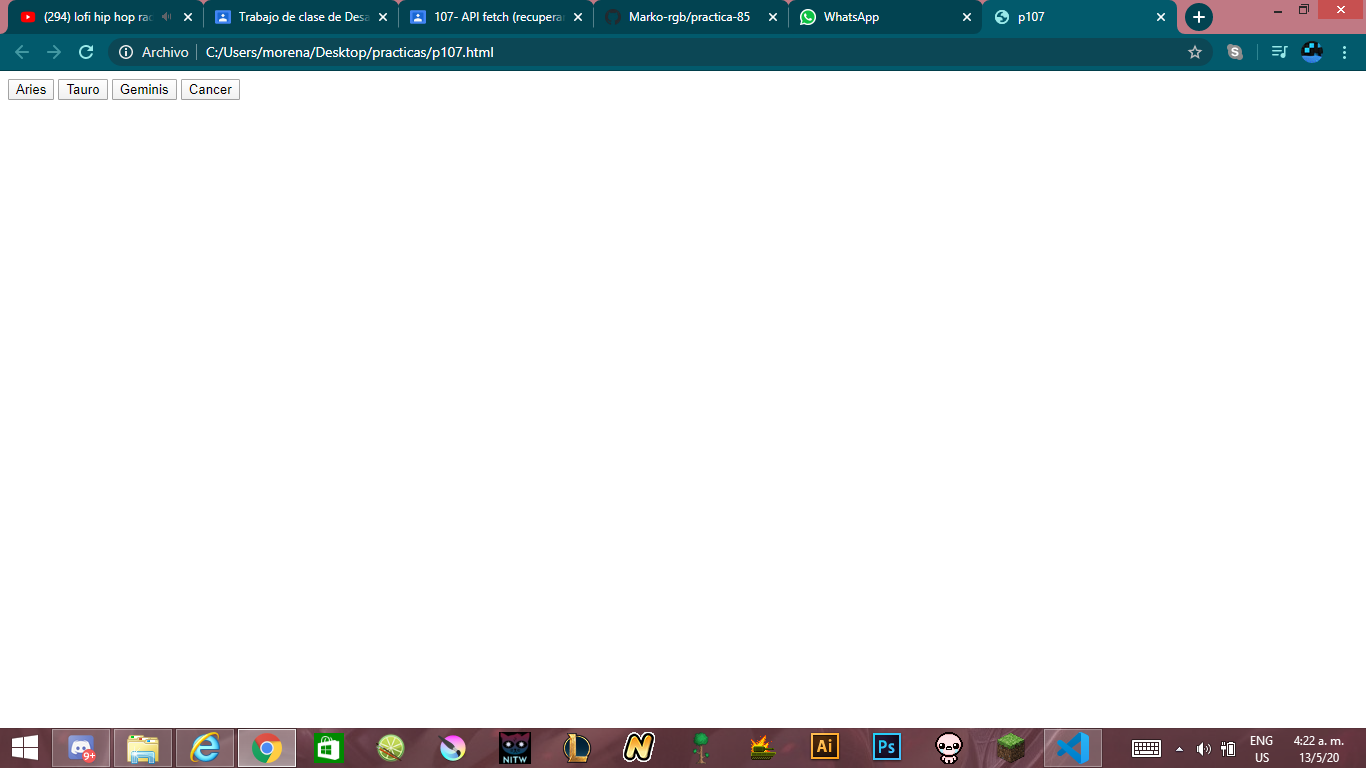 (294) lofi hip hop rad
Trabajo de clase de Desa
107- API fetch (recupera
Marko-rgb/practica-85
WhatsApp
p107
Archivo
C:/Users/morena/Desktop/practicas/p107.html
Aries
Tauro
Geminis
Cancer
9+
NITW
L
N
Ai
Ps
ENG
US
4:22 a. m.
13/5/20